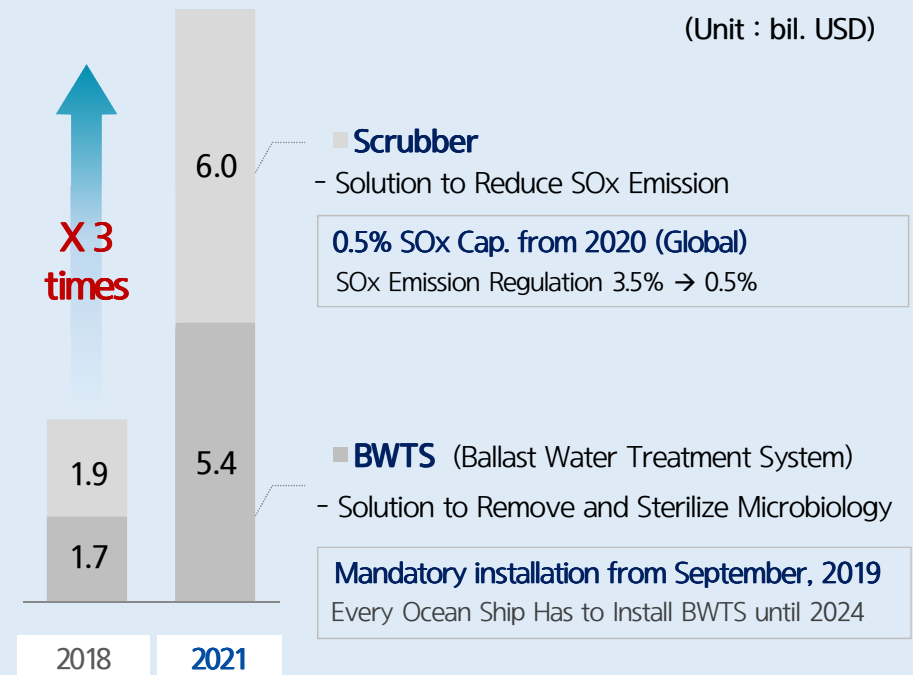 (Unit : bil. USD)
X 3
times
6.0
5.4
1.9
1.7
2018
2021
Scrubber
- Solution to Reduce SOx Emission
0.5% SOx Cap. from 2020 (Global)
SOx Emission Regulation 3.5% → 0.5%
BWTS (Ballast Water Treatment System)
- Solution to Remove and Sterilize Microbiology
Mandatory installation from September, 2019
Every Ocean Ship Has to Install BWTS until 2024